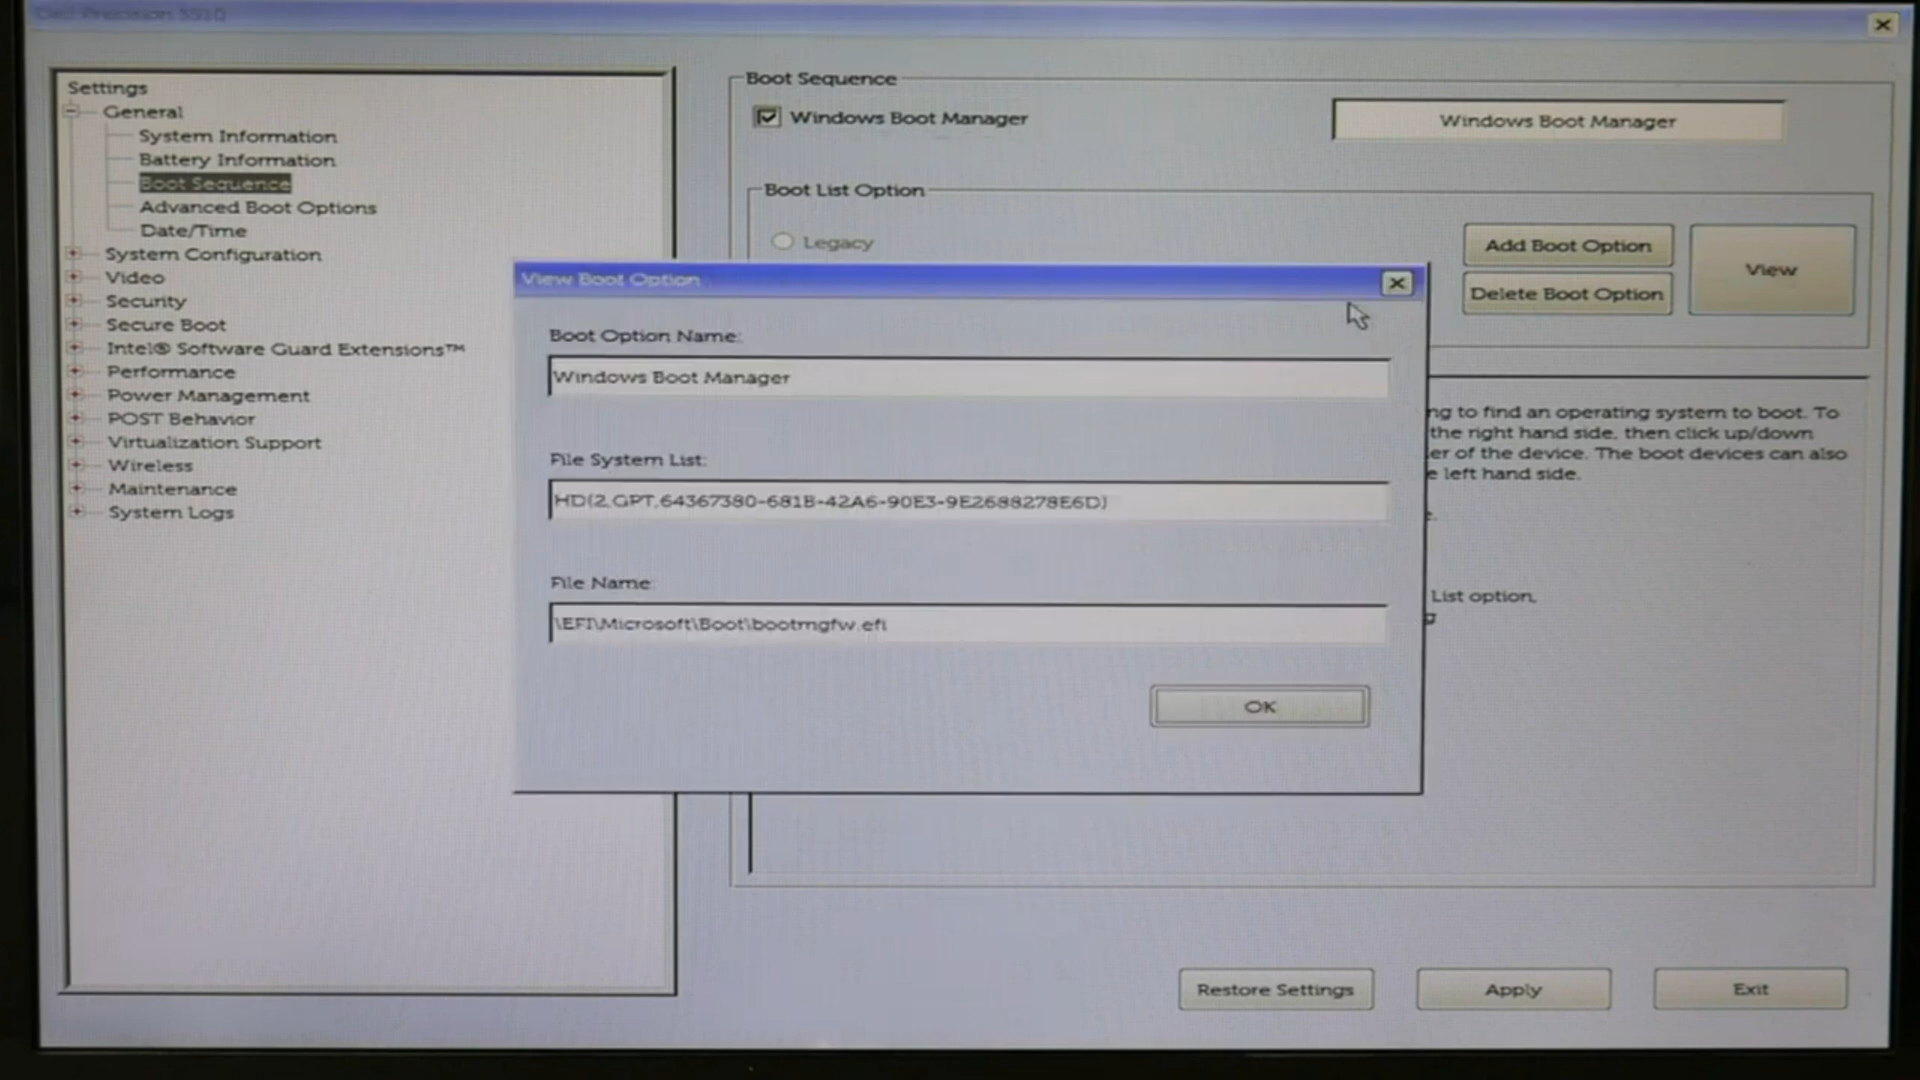 Dell Precision 5510
Settings
General
System Information
Battery Information
Boot Sequence
Advanced Boot Options
Date/Time
System Configuration
Video
Security
Secure Boot
Intel® Software Guard Extensions™
Performance
Power Management
POST Behavior
Virtualization Support
Wireless
Maintenance
System Logs
Boot Sequence
Windows Boot Manager
Windows Boot Manager
Boot List Option
Legacy
Add Boot Option
Delete Boot Option
View
View Boot Option
Boot Option Name:
Windows Boot Manager
File System List:
HD(2,GPT,64367380-681B-42A6-90E3-9E2688278E6D)
File Name:
\EFI\Microsoft\Boot\bootmgfw.efi
OK
ng to find an operating system to boot. To
the right hand side, then click up/down
er of the device. The boot devices can also
e left hand side.
e.
List option,
g
Restore Settings
Apply
Exit